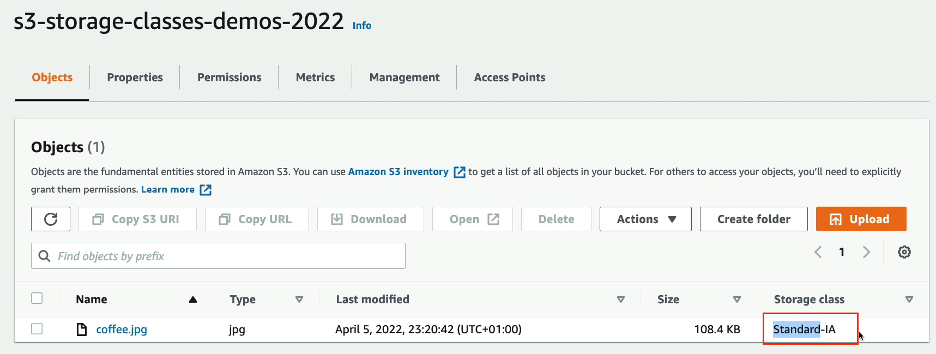 s3-storage-classes-demos-2022 Info
Objects Properties Permissions Metrics Management Access Points
Objects (1)
Objects are the fundamental entities stored in Amazon S3. You can use Amazon S3 inventory to get a list of all objects in your bucket. For others to access your objects, you'll need to explicitly
grant them permissions. Learn more
Copy S3 URI Copy URL Download Open Delete Actions Create folder Upload
Find objects by prefix
1
Name Type Last modified Size Storage class
coffee.jpg jpg April 5, 2022, 23:20:42 (UTC+01:00) 108.4 KB Standard-IA